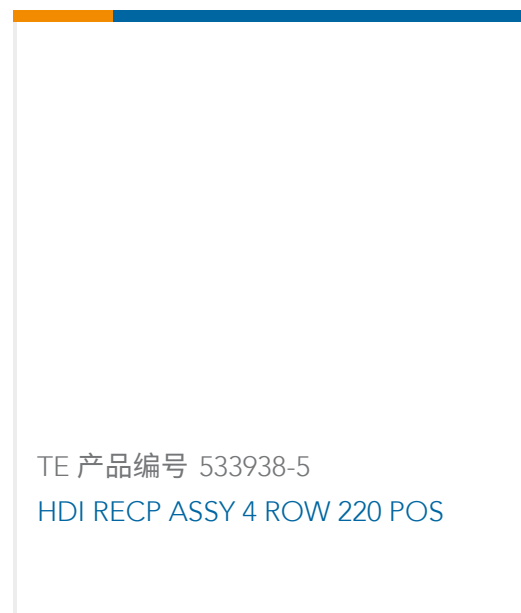 TE 产品编号 533938-5
HDI RECP ASSY 4 ROW 220 POS